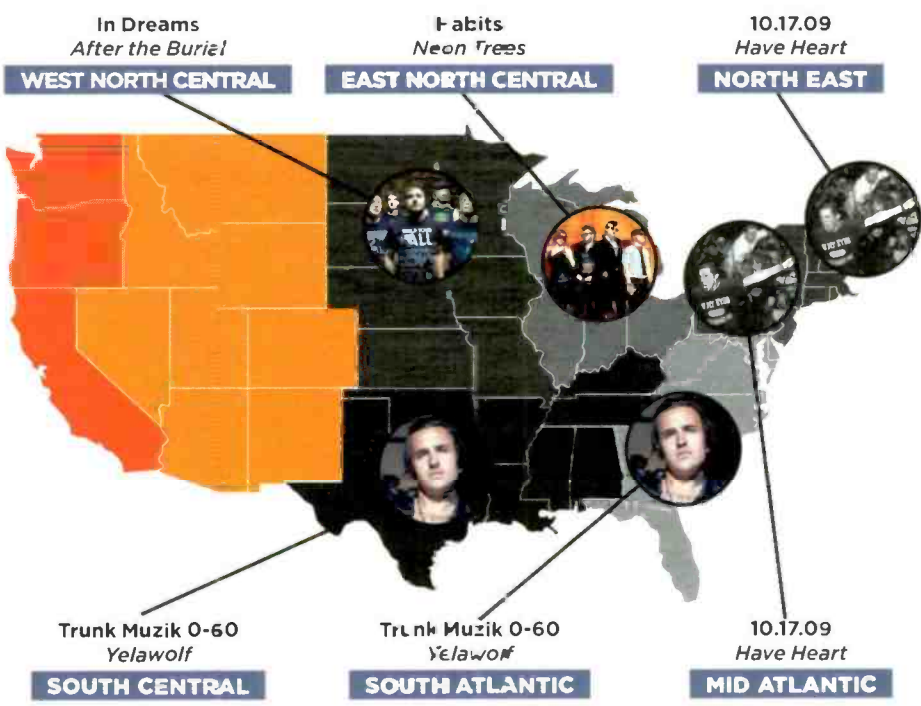 In Dreams
After the Burial
WEST NORTH CENTRAL
Habits
Neon Trees
EAST NORTH CENTRAL
10.17.09
Have Heart
NORTH EAST
Trunk Muzik 0-60
Yelawolf
SOUTH CENTRAL
Trunk Muzik 0-60
Yelawolf
SOUTH ATLANTIC
10.17.09
Have Heart
MID ATLANTIC